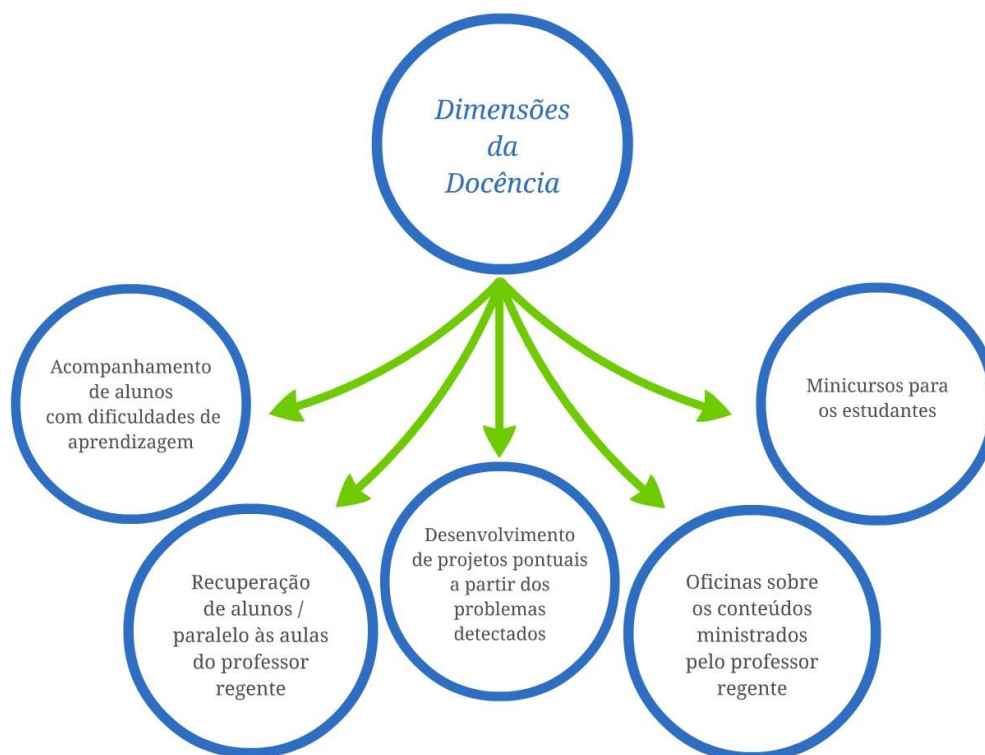 Dimensões
da
Docência
Acompanhamento
de alunos
com dificuldades de
aprendizagem
Recuperação
de alunos /
paralelo às aulas
do professor
regente
Desenvolvimento
de projetos pontuais
a partir dos
problemas
detectados
Oficinas sobre
os conteúdos
ministrados
pelo professor
regente
Minicursos para
os estudantes